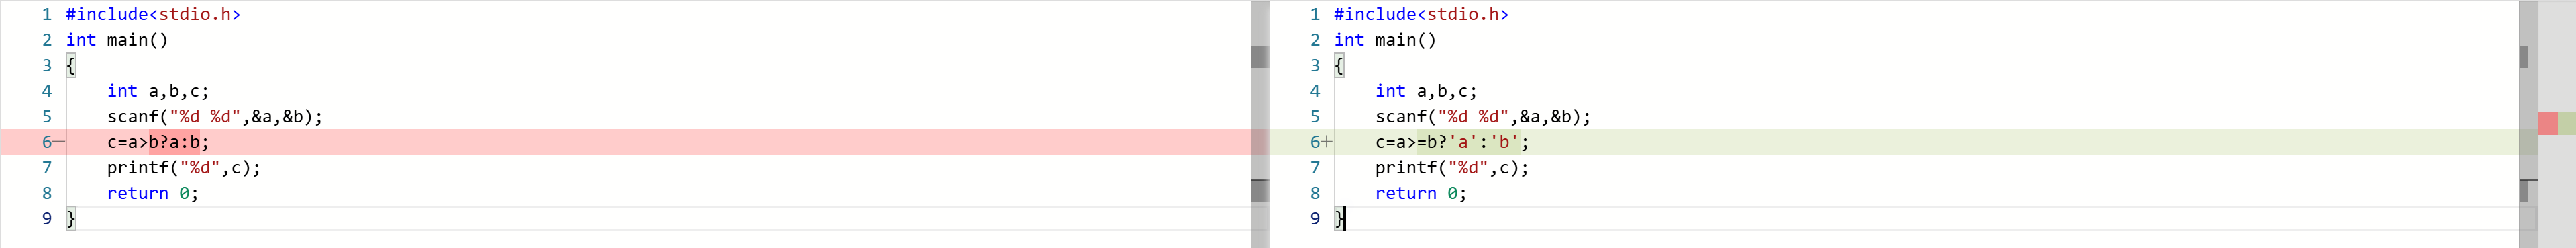 1 #include<stdio.h>
2 int main()
3 {
4     int a,b,c;
5     scanf("%d %d",&a,&b);
6—    c=a>b?a:b;
7     printf("%d",c);
8     return 0;
9 }
1 #include<stdio.h>
2 int main()
3 {
4     int a,b,c;
5     scanf("%d %d",&a,&b);
6+    c=a>=b?'a':'b';
7     printf("%d",c);
8     return 0;
9 }